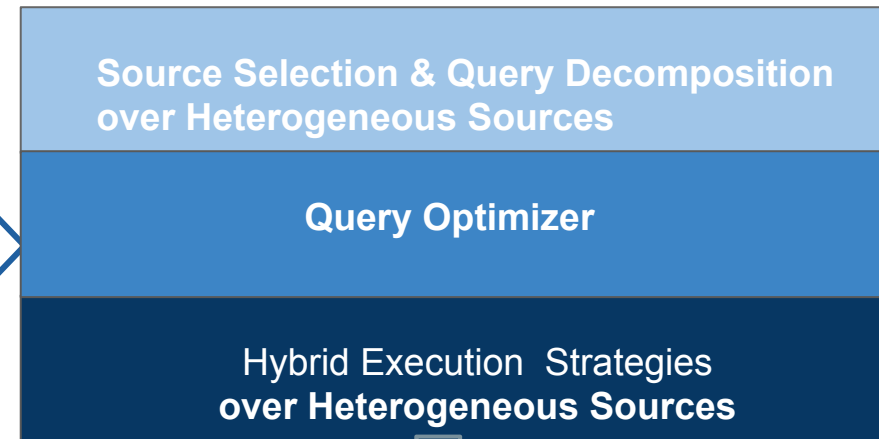 Source Selection & Query Decomposition
over Heterogeneous Sources
Query Optimizer
Hybrid Execution Strategies
over Heterogeneous Sources